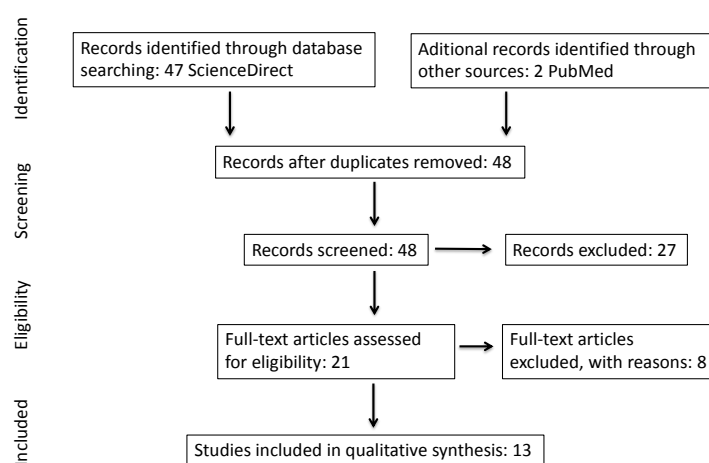 Identification
Records identified through database
searching: 47 ScienceDirect
Aditional records identified through
other sources: 2 PubMed
Records after duplicates removed: 48
Screening
Records screened: 48
Records excluded: 27
Eligibility
Full-text articles assessed
for eligibility: 21
Full-text articles
excluded, with reasons: 8
Included
Studies included in qualitative synthesis: 13